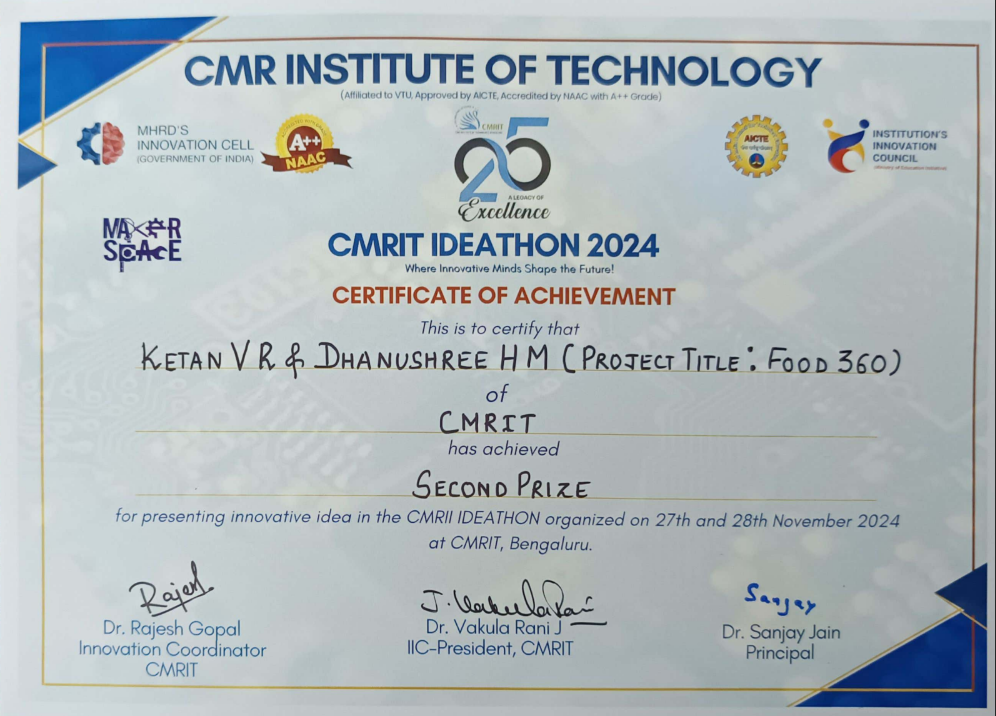 CMR INSTITUTE OF TECHNOLOGY
(Affiliated to VTU, Approved by AICTE, Accredited by NAAC with A++ Grade)
MHRD'S
INNOVATION CELL
(GOVERNMENT OF INDIA)
A++
NAAC
CMRIT
25
A LEGACY OF
Excellence
AICTE
INSTITUTION'S
INNOVATION
COUNCIL
(Ministry of Education Initiative)
MAKER
SPACE
CMRIT IDEATHON 2024
Where Innovative Minds Shape the Future!
CERTIFICATE OF ACHIEVEMENT
This is to certify that
KETAN V R & DHANUSHREE H M (PROJECT TITLE: FOOD 360)
of
CMRIT
has achieved
SECOND PRIZE
for presenting innovative idea in the CMRII IDEATHON organized on 27th and 28th November 2024
at CMRIT, Bengaluru.
Rajesh
Dr. Rajesh Gopal
Innovation Coordinator
CMRIT
J. Vakula Rani
Dr. Vakula Rani J
IIC-President, CMRIT
Sanjay
Dr. Sanjay Jain
Principal